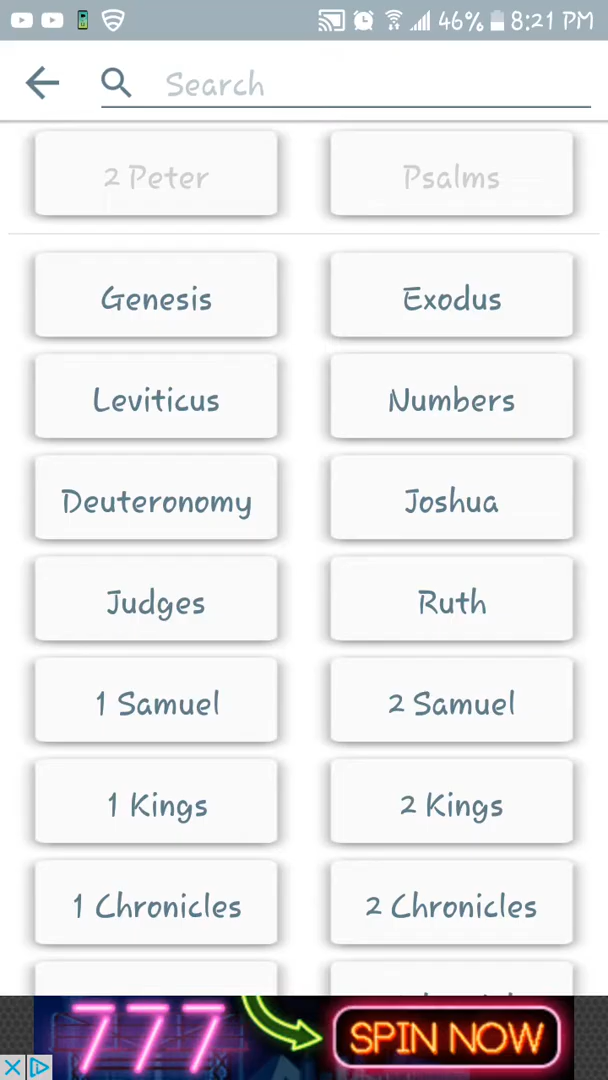 46% 8:21 PM
Search
2 Peter Psalms
Genesis Exodus
Leviticus Numbers
Deuteronomy Joshua
Judges Ruth
1 Samuel 2 Samuel
1 Kings 2 Kings
1 Chronicles 2 Chronicles
777 SPIN NOW